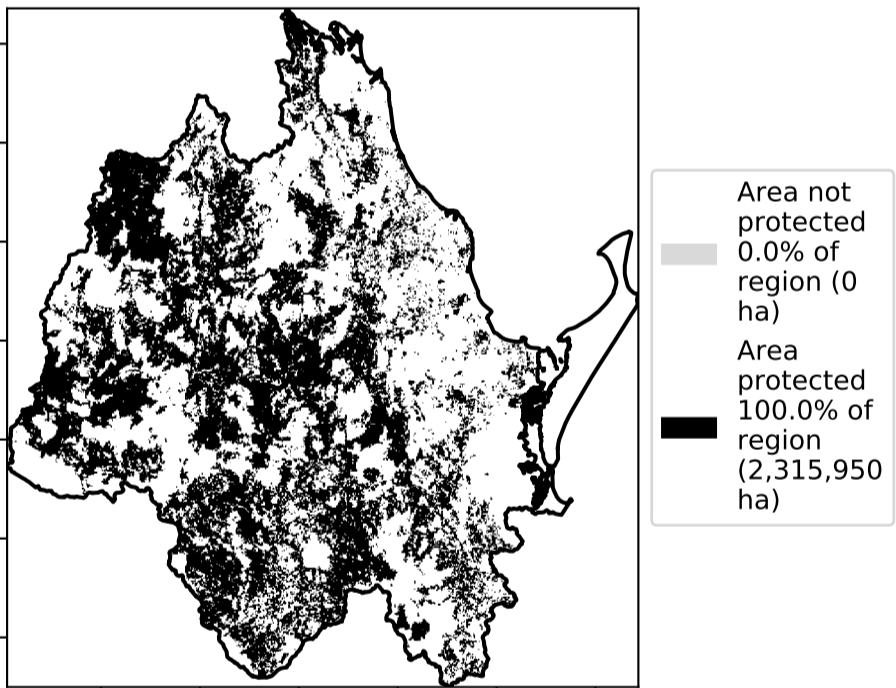 Area not
protected
0.0% of
region (0
ha)
Area
protected
100.0% of
region
(2,315,950
ha)